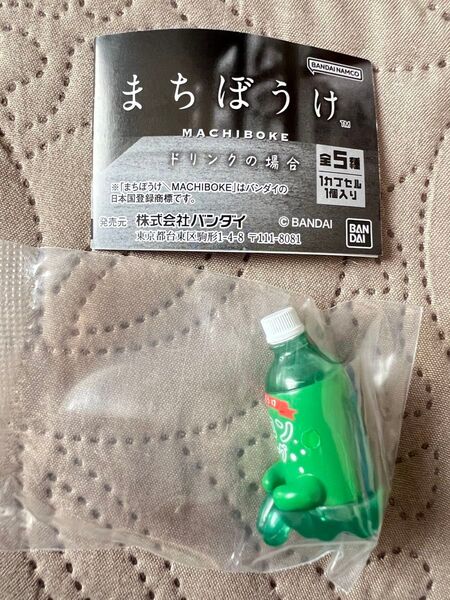 BANDAI NAMCO
まちぼうけ™
MACHIBOKE
ドリンクの場合
全5種
1カプセル
1個入り
※「まちぼうけ＼MACHIBOKE」はバンダイの
日本国登録商標です。
発売元 株式会社バンダイ
東京都台東区駒形1-4-8 〒111-8081
©BANDAI
BAN
DAI